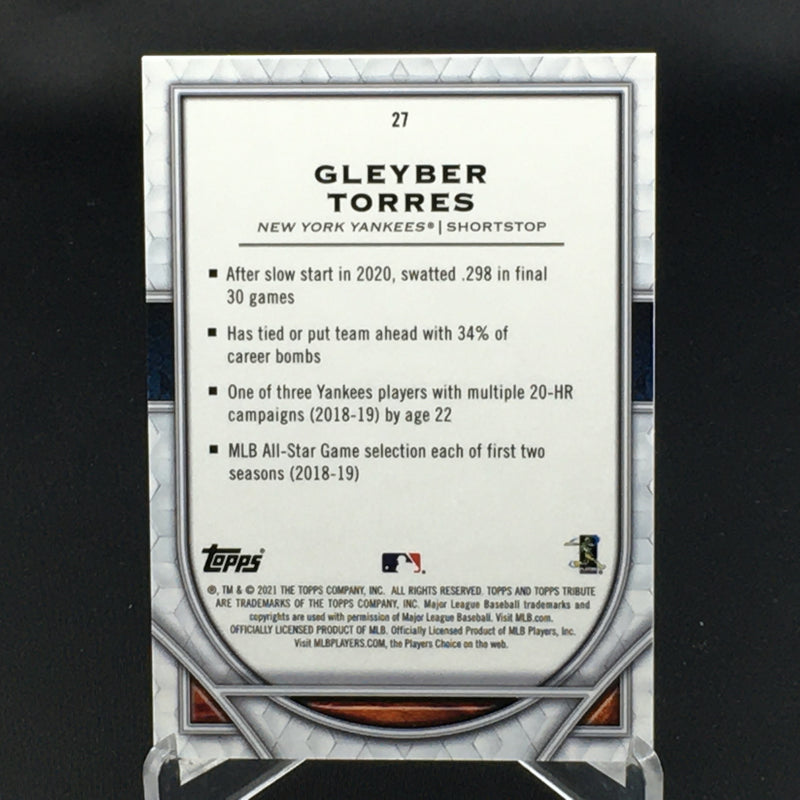 27
GLEYBER
TORRES
NEW YORK YANKEES® | SHORTSTOP
■ After slow start in 2020, swatted .298 in final
30 games
■ Has tied or put team ahead with 34% of
career bombs
■ One of three Yankees players with multiple 20-HR
campaigns (2018-19) by age 22
■ MLB All-Star Game selection each of first two
seasons (2018-19)
topps®
®, TM & © 2021 THE TOPPS COMPANY, INC. ALL RIGHTS RESERVED. TOPPS AND TOPPS TRIBUTE
ARE TRADEMARKS OF THE TOPPS COMPANY, INC. Major League Baseball trademarks and
copyrights are used with permission of Major League Baseball. Visit MLB.com.
OFFICIALLY LICENSED PRODUCT OF MLB. Officially Licensed Product of MLB Players, Inc.
Visit MLBPLAYERS.COM, the Players Choice on the web.